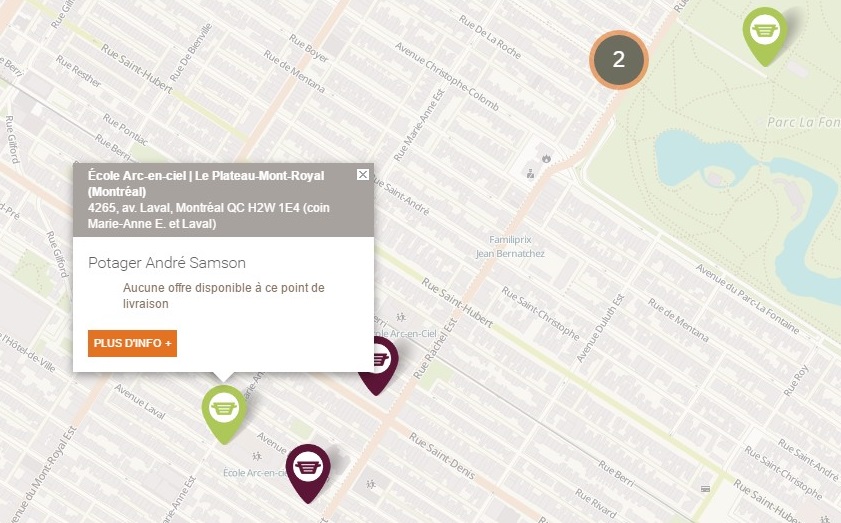 Rue Gilford
Rue Resther
Rue Saint-Hubert
Rue De Bienville
Rue Boyer
Rue de Mentana
Rue De La Roche
Avenue Christophe-Colomb
2
Parc La Fon
Rue Gilford
Rue Pontiac
Rue Berri
Rue Marie-Anne Est
École Arc-en-ciel | Le Plateau-Mont-Royal
(Montréal)
4265, av. Laval, Montréal QC H2W 1E4 (coin
Marie-Anne E. et Laval)
Potager André Samson
Aucune offre disponible à ce point de
livraison
PLUS D'INFO +
Rue Saint-André
Familiprix
Jean Bernatchez
Rue Gilford
Rue Saint-Hubert
Rue Saint-Christophe
Avenue Duluth Est
Avenue du Parc-La Fontaine
Rue de Mentana
Rue Roy
Arc-en-Ciel
Rue Rachel Est
l'Hôtel-de-Ville
Avenue Laval
Rue Saint-Denis
École Arc-en-cie
Avenue du Mont-Royal Est
Marie-Anne Est
Rue Berri
Rue Rivard
Rue Saint-André
Rue Saint-Christophe
Rue Saint-Hubert